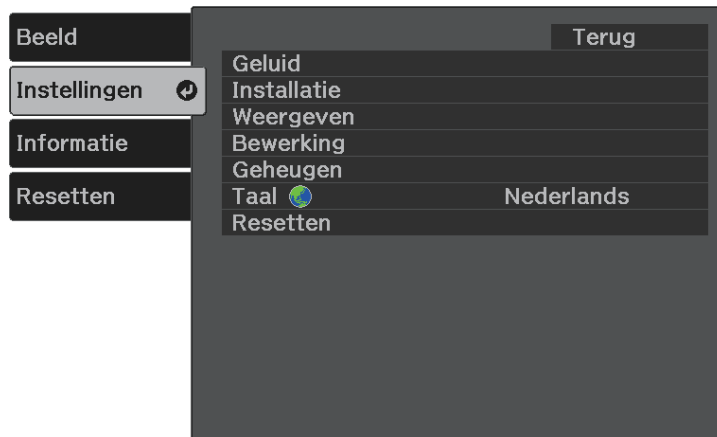 Beeld
Instellingen
Informatie
Resetten
Terug
Geluid
Installatie
Weergeven
Bewerking
Geheugen
Taal Nederlands
Resetten